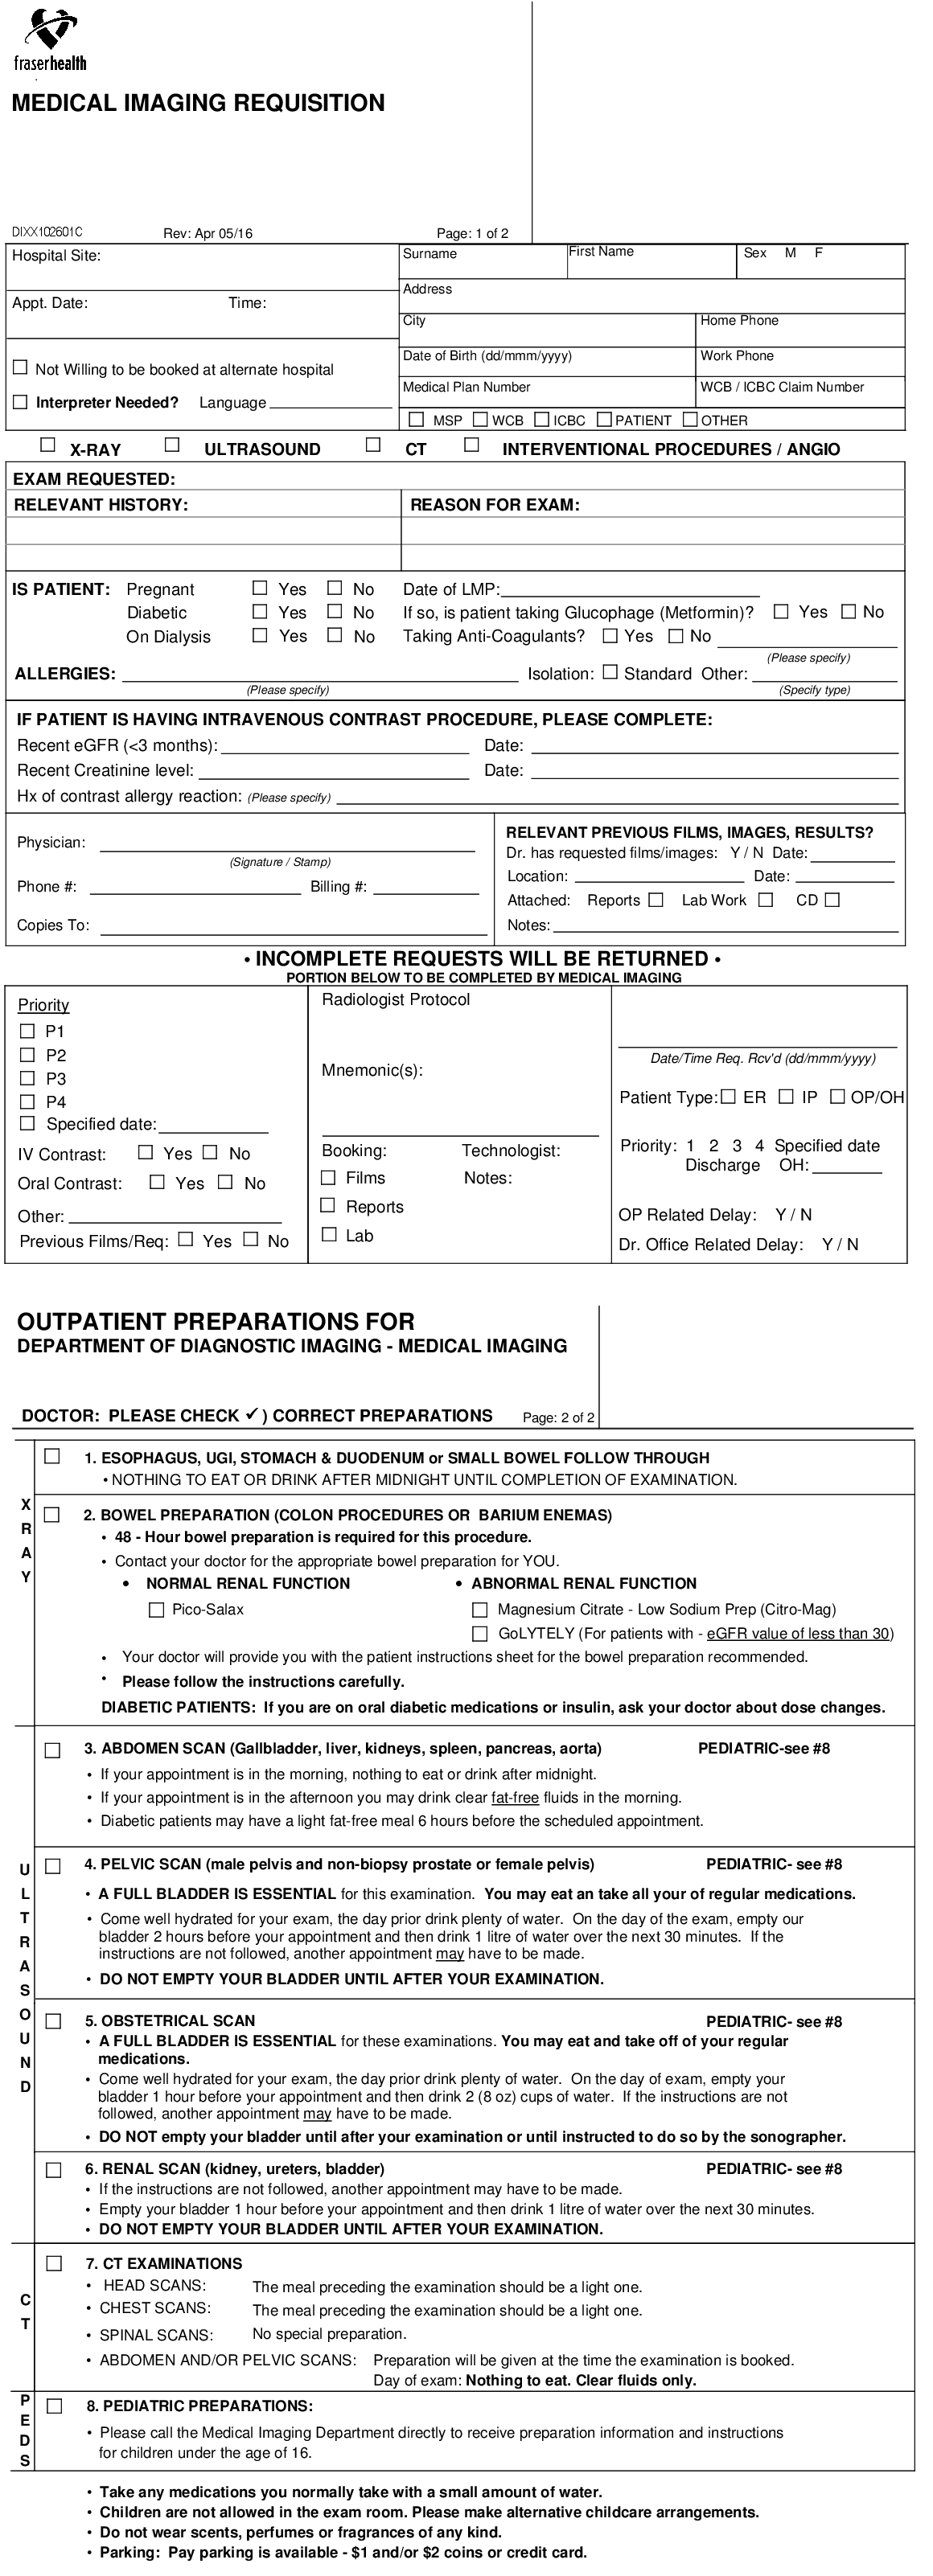 fraserhealth
MEDICAL IMAGING REQUISITION
DIXX102601C Rev: Apr 05/16 Page: 1 of 2
Hospital Site:
Appt. Date: Time:
Not Willing to be booked at alternate hospital
Interpreter Needed? Language
Surname First Name Sex M F
Address
City Home Phone
Date of Birth (dd/mmm/yyyy) Work Phone
Medical Plan Number WCB / ICBC Claim Number
MSP WCB ICBC PATIENT OTHER
X-RAY ULTRASOUND CT INTERVENTIONAL PROCEDURES / ANGIO
EXAM REQUESTED:
RELEVANT HISTORY: REASON FOR EXAM:
IS PATIENT: Pregnant Yes No Date of LMP:
Diabetic Yes No If so, is patient taking Glucophage (Metformin)? Yes No
On Dialysis Yes No Taking Anti-Coagulants? Yes No
(Please specify)
ALLERGIES: Isolation: Standard Other:
(Please specify) (Specify type)
IF PATIENT IS HAVING INTRAVENOUS CONTRAST PROCEDURE, PLEASE COMPLETE:
Recent eGFR (<3 months): Date:
Recent Creatinine level: Date:
Hx of contrast allergy reaction: (Please specify)
Physician:
(Signature / Stamp)
Phone #: Billing #:
Copies To:
RELEVANT PREVIOUS FILMS, IMAGES, RESULTS?
Dr. has requested films/images: Y / N Date:
Location: Date:
Attached: Reports Lab Work CD
Notes:
• INCOMPLETE REQUESTS WILL BE RETURNED •
PORTION BELOW TO BE COMPLETED BY MEDICAL IMAGING
Priority
P1
P2
P3
P4
Specified date:
IV Contrast: Yes No
Oral Contrast: Yes No
Other:
Previous Films/Req: Yes No
Radiologist Protocol
Mnemonic(s):
Booking: Technologist:
Films Notes:
Reports
Lab
Date/Time Req. Rcv'd (dd/mmm/yyyy)
Patient Type: ER IP OP/OH
Priority: 1 2 3 4 Specified date
Discharge OH:
OP Related Delay: Y / N
Dr. Office Related Delay: Y / N
OUTPATIENT PREPARATIONS FOR
DEPARTMENT OF DIAGNOSTIC IMAGING - MEDICAL IMAGING
DOCTOR: PLEASE CHECK ✓) CORRECT PREPARATIONS Page: 2 of 2
XRAY
1. ESOPHAGUS, UGI, STOMACH & DUODENUM or SMALL BOWEL FOLLOW THROUGH
• NOTHING TO EAT OR DRINK AFTER MIDNIGHT UNTIL COMPLETION OF EXAMINATION.
2. BOWEL PREPARATION (COLON PROCEDURES OR BARIUM ENEMAS)
• 48 - Hour bowel preparation is required for this procedure.
• Contact your doctor for the appropriate bowel preparation for YOU.
• NORMAL RENAL FUNCTION • ABNORMAL RENAL FUNCTION
Pico-Salax Magnesium Citrate - Low Sodium Prep (Citro-Mag)
GoLYTELY (For patients with - eGFR value of less than 30)
• Your doctor will provide you with the patient instructions sheet for the bowel preparation recommended.
• Please follow the instructions carefully.
DIABETIC PATIENTS: If you are on oral diabetic medications or insulin, ask your doctor about dose changes.
ULTRASOUND
3. ABDOMEN SCAN (Gallbladder, liver, kidneys, spleen, pancreas, aorta) PEDIATRIC-see #8
• If your appointment is in the morning, nothing to eat or drink after midnight.
• If your appointment is in the afternoon you may drink clear fat-free fluids in the morning.
• Diabetic patients may have a light fat-free meal 6 hours before the scheduled appointment.
4. PELVIC SCAN (male pelvis and non-biopsy prostate or female pelvis) PEDIATRIC- see #8
• A FULL BLADDER IS ESSENTIAL for this examination. You may eat an take all your of regular medications.
• Come well hydrated for your exam, the day prior drink plenty of water. On the day of the exam, empty our
bladder 2 hours before your appointment and then drink 1 litre of water over the next 30 minutes. If the
instructions are not followed, another appointment may have to be made.
• DO NOT EMPTY YOUR BLADDER UNTIL AFTER YOUR EXAMINATION.
5. OBSTETRICAL SCAN PEDIATRIC- see #8
• A FULL BLADDER IS ESSENTIAL for these examinations. You may eat and take off of your regular
medications.
• Come well hydrated for your exam, the day prior drink plenty of water. On the day of exam, empty your
bladder 1 hour before your appointment and then drink 2 (8 oz) cups of water. If the instructions are not
followed, another appointment may have to be made.
• DO NOT empty your bladder until after your examination or until instructed to do so by the sonographer.
6. RENAL SCAN (kidney, ureters, bladder) PEDIATRIC- see #8
• If the instructions are not followed, another appointment may have to be made.
• Empty your bladder 1 hour before your appointment and then drink 1 litre of water over the next 30 minutes.
• DO NOT EMPTY YOUR BLADDER UNTIL AFTER YOUR EXAMINATION.
CT
7. CT EXAMINATIONS
• HEAD SCANS: The meal preceding the examination should be a light one.
• CHEST SCANS: The meal preceding the examination should be a light one.
• SPINAL SCANS: No special preparation.
• ABDOMEN AND/OR PELVIC SCANS: Preparation will be given at the time the examination is booked.
Day of exam: Nothing to eat. Clear fluids only.
PEDS
8. PEDIATRIC PREPARATIONS:
• Please call the Medical Imaging Department directly to receive preparation information and instructions
for children under the age of 16.
• Take any medications you normally take with a small amount of water.
• Children are not allowed in the exam room. Please make alternative childcare arrangements.
• Do not wear scents, perfumes or fragrances of any kind.
• Parking: Pay parking is available - $1 and/or $2 coins or credit card.